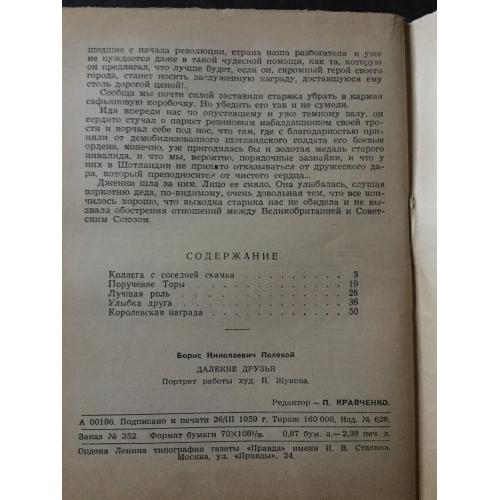 шедшие с начала революции, страна наша разбогатела и уже
не нуждается даже в такой чудесной помощи, как та, которую
он предлагал, что лучше будет, если он, скромный герой своего
города, станет носить заслуженную награду, доставшуюся ему
столь дорогой ценой!..
Сообща мы почти силой заставили старика убрать в карман
сафьяновую коробочку. Но убедить его так и не сумели.
Идя впереди нас по опустевшему и уже темному залу, он
сердито стучал о паркет резиновым набалдашником своей тро-
сти и ворчал себе под нос, что там, где с благодарностью при-
няли от демобилизованного шотландского солдата его боевые
ордена, конечно, уж пригодилась бы и золотая медаль старого
инвалида, и что мы, вероятно, порядочные зазнайки, и что у
них в Шотландии не принято отказываться от дружеского да-
ра, который преподносится от чистого сердца...
Дженни шла за ним. Лицо ее сияло. Она улыбалась, слушая
воркотню деда, по-видимому, очень довольная тем, что все кон-
чилось хорошо, что выходка старика нас не обидела и не вы-
звала обострения отношений между Великобританией и Совет-
ским Союзом.
СОДЕРЖАНИЕ
Коллега с соседней скамьи . . . . . . . . . . 3
Поручение Торы . . . . . . . . . . 19
Лучшая роль . . . . . . . . . . 28
Улыбка друга . . . . . . . . . . 36
Королевская награда . . . . . . . . . . 50
Борис Николаевич Полевой
ДАЛЕКИЕ ДРУЗЬЯ
Портрет работы худ. Н. Жукова.
Редактор — П. КРАВЧЕНКО.
А 00196. Подписано к печати 26/III 1959 г. Тираж 160 000. Изд. № 628.
Заказ № 352. Формат бумаги 70×108¹/₃₂. 0,87 бум. л.— 2,39 печ. л.
Ордена Ленина типография газеты «Правда» имени И. В. Сталина.
Москва, ул. «Правды», 24.